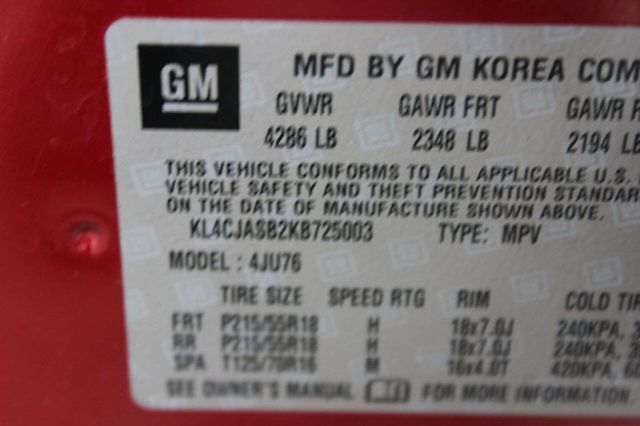 GM MFD BY GM KOREA COM
GVWR GAWR FRT GAWR R
4286 LB 2348 LB 2194 LB
THIS VEHICLE CONFORMS TO ALL APPLICABLE U.S.
VEHICLE SAFETY AND THEFT PREVENTION STANDAR
ON THE DATE OF MANUFACTURE SHOWN ABOVE.
KL4CJASB2KB725003 TYPE: MPV
MODEL: 4JU76
TIRE SIZE SPEED RTG RIM COLD TIR
FRT P215/55R18 H 18x7.0J 240KPA,
RR P215/55R18 H 18x7.0J 240KPA,
SPA T125/70R16 M 16x4.0T 420KPA, 60
SEE OWNER'S MANUAL FOR MORE INFORMATION.